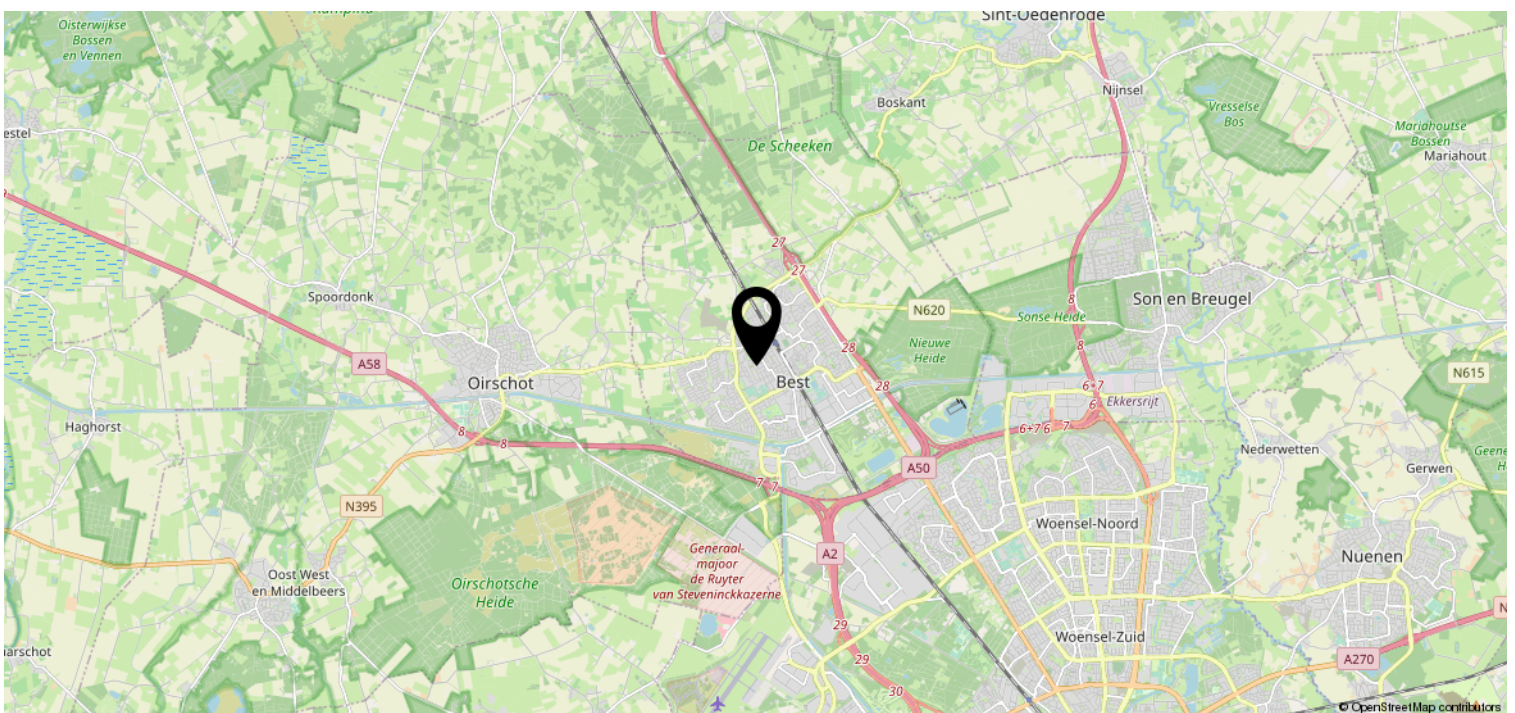 Oisterwijkse
Bossen
en Vennen
Sint-Oedenrode
Boskant
Nijnsel
Vresselse
Bos
Mariahoutse
Bossen
Mariahout
De Scheeken
estel
27
27
Spoordonk
Son en Breugel
8
N620
Sonse Heide
Nieuwe
Heide
28
8
A58
Oirschot
Best
28
6+7
N615
6
Ekkersrijt
Haghorst
8
8
6+7
6
7
Nederwetten
Gerwen
A50
7
7
N395
Woensel-Noord
A2
Generaal-
majoor
de Ruyter
van Steveninckkazerne
Nuenen
Oost West
en Middelbeers
Oirschotsche
Heide
29
Woensel-Zuid
29
A270
30
© OpenStreetMap contributors